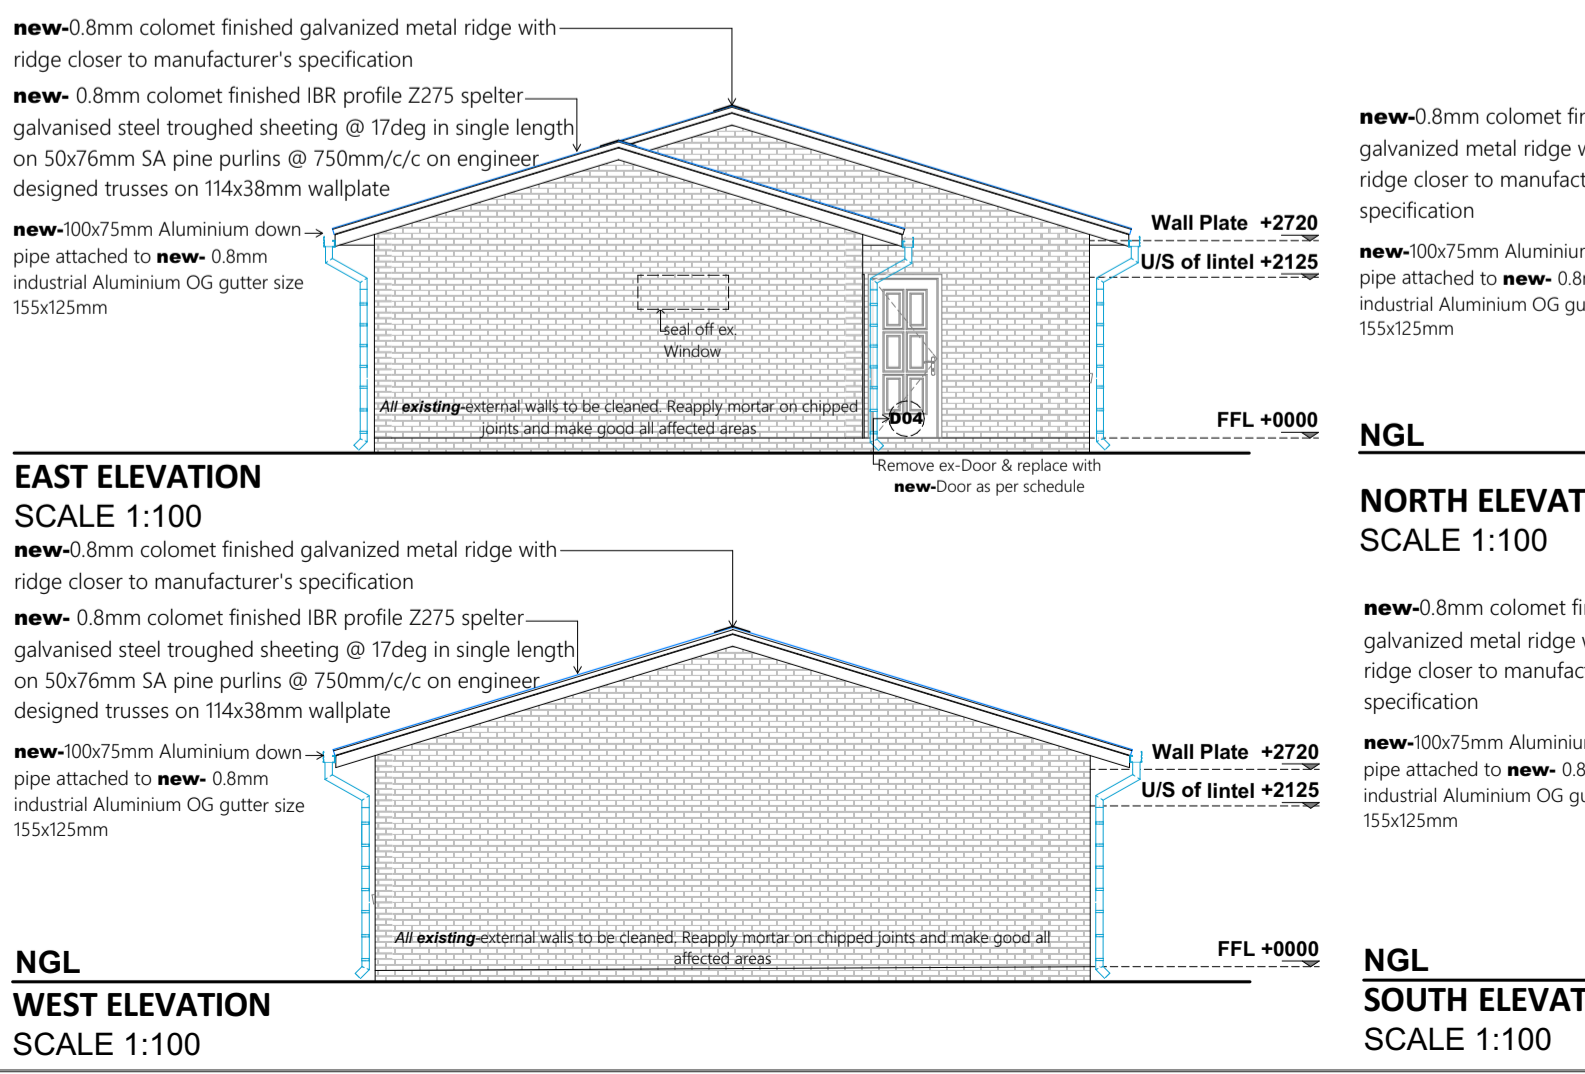 new-0.8mm colomet finished galvanized metal ridge with
ridge closer to manufacturer's specification
new- 0.8mm colomet finished IBR profile Z275 spelter
galvanised steel troughed sheeting @ 17deg in single length
on 50x76mm SA pine purlins @ 750mm/c/c on engineer
designed trusses on 114x38mm wallplate
new-100x75mm Aluminium down
pipe attached to new- 0.8mm
industrial Aluminium OG gutter size
155x125mm
Wall Plate +2720
U/S of lintel +2125
seal off ex.
Window
All existing-external walls to be cleaned. Reapply mortar on chipped
joints and make good all affected areas
D04
FFL +0000
Remove ex-Door & replace with
new-Door as per schedule
EAST ELEVATION
SCALE 1:100
new-0.8mm colomet finished galvanized metal ridge with
ridge closer to manufacturer's specification
new- 0.8mm colomet finished IBR profile Z275 spelter
galvanised steel troughed sheeting @ 17deg in single length
on 50x76mm SA pine purlins @ 750mm/c/c on engineer
designed trusses on 114x38mm wallplate
new-100x75mm Aluminium down
pipe attached to new- 0.8mm
industrial Aluminium OG gutter size
155x125mm
Wall Plate +2720
U/S of lintel +2125
All existing-external walls to be cleaned. Reapply mortar on chipped joints and make good all
affected areas
FFL +0000
NGL
WEST ELEVATION
SCALE 1:100
new-0.8mm colomet fin
galvanized metal ridge w
ridge closer to manufact
specification
new-100x75mm Aluminiu
pipe attached to new- 0.8
industrial Aluminium OG gu
155x125mm
NGL
NORTH ELEVAT
SCALE 1:100
new-0.8mm colomet fi
galvanized metal ridge
ridge closer to manufac
specification
new-100x75mm Aluminiu
pipe attached to new- 0.8
industrial Aluminium OG gu
155x125mm
NGL
SOUTH ELEVAT
SCALE 1:100